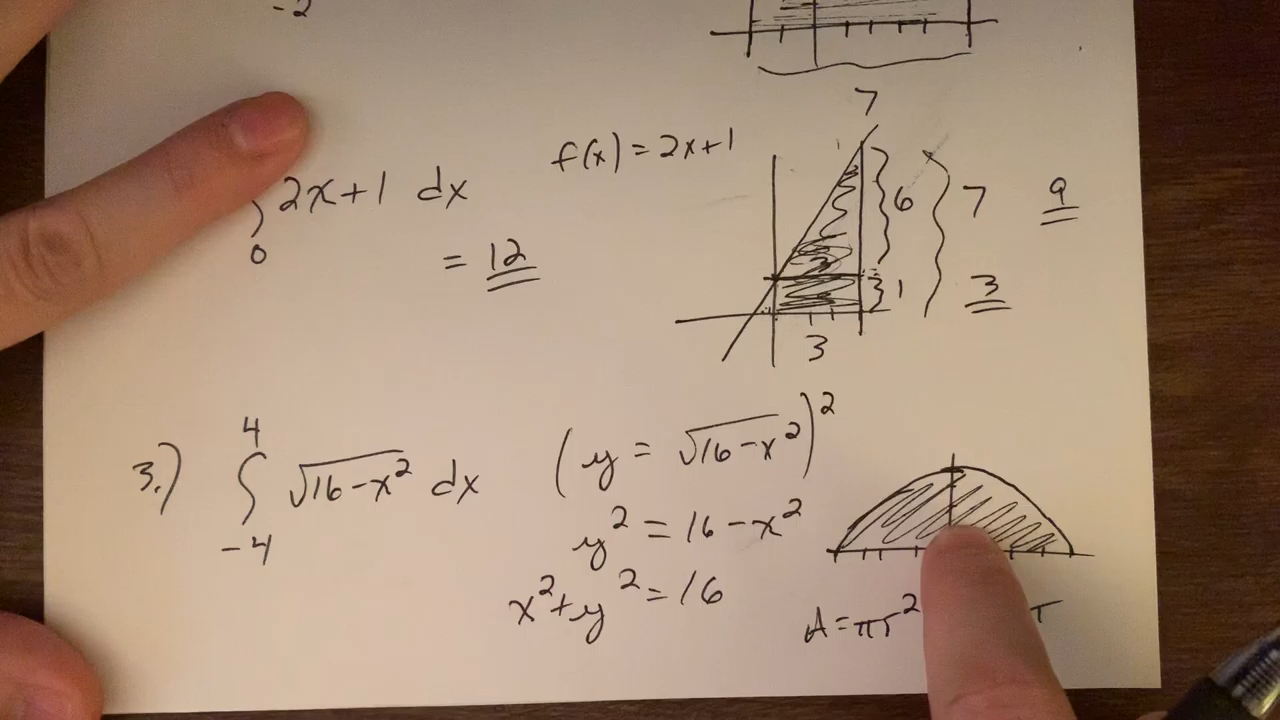 -2
7
f(x) = 2x+1
2x+1 dx
0
= 12
6
7
9
1
3
3
3.) ∫ √16-x² dx
4
-4
(y = √16-x²)²
y² = 16-x²
x²+y² = 16
A = πr²